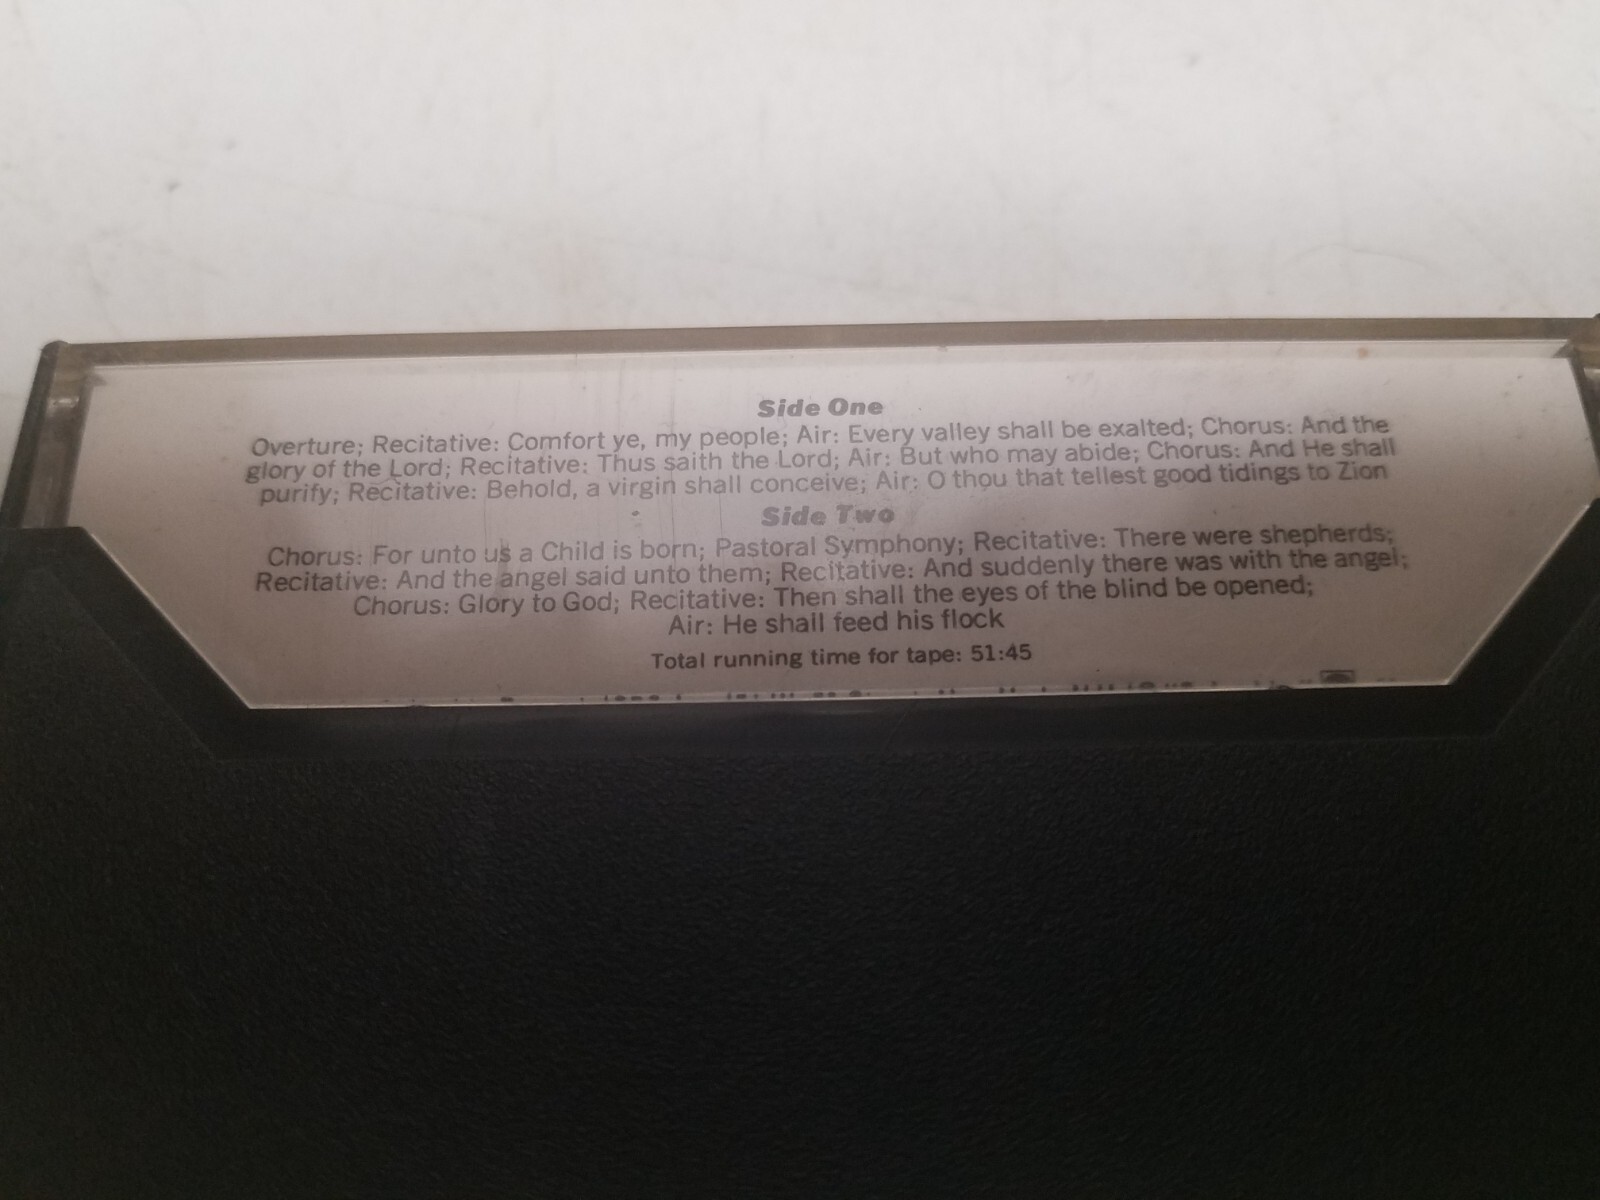 Side One
Overture; Recitative: Comfort ye, my people; Air: Every valley shall be exalted; Chorus: And the
glory of the Lord; Recitative: Thus saith the Lord; Air: But who may abide; Chorus: And He shall
purify; Recitative: Behold, a virgin shall conceive; Air: O thou that tellest good tidings to Zion
Side Two
Chorus: For unto us a Child is born; Pastoral Symphony; Recitative: There were shepherds;
Recitative: And the angel said unto them; Recitative: And suddenly there was with the angel;
Chorus: Glory to God; Recitative: Then shall the eyes of the blind be opened;
Air: He shall feed his flock
Total running time for tape: 51:45